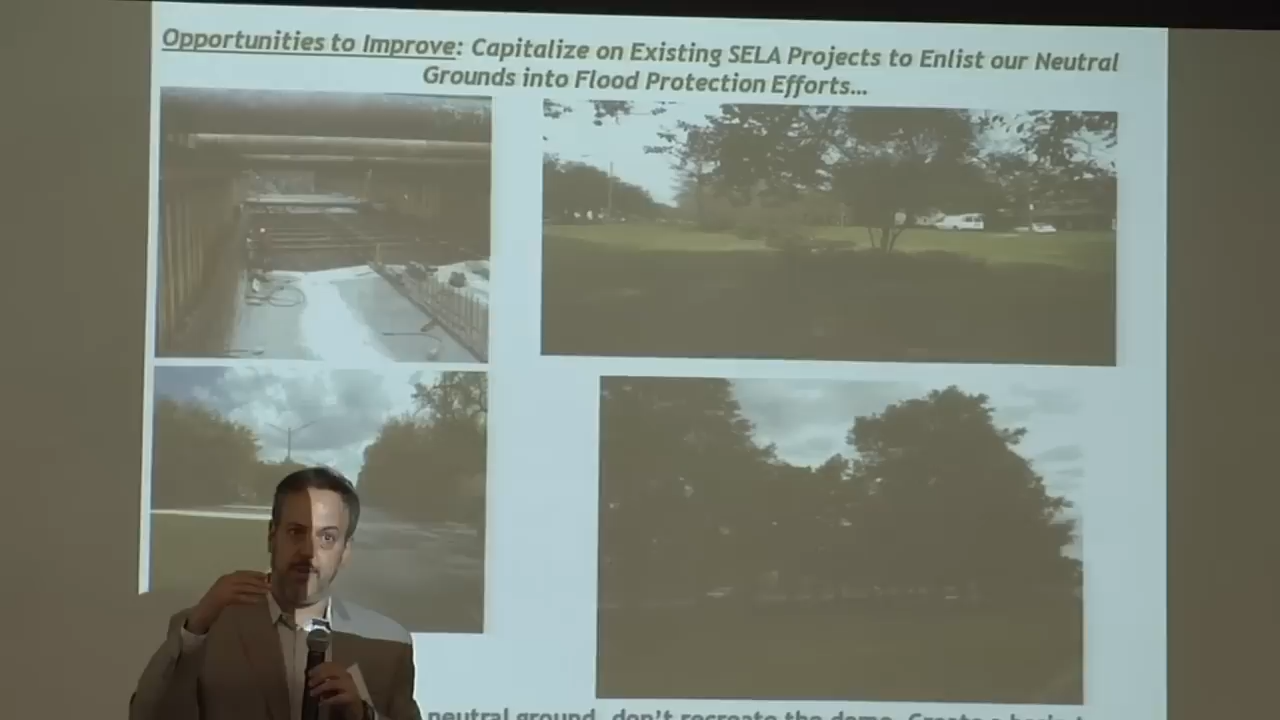 Opportunities to Improve: Capitalize on Existing SELA Projects to Enlist our Neutral
Grounds into Flood Protection Efforts...
neutral ground, don't recreate the dome. Create a basin